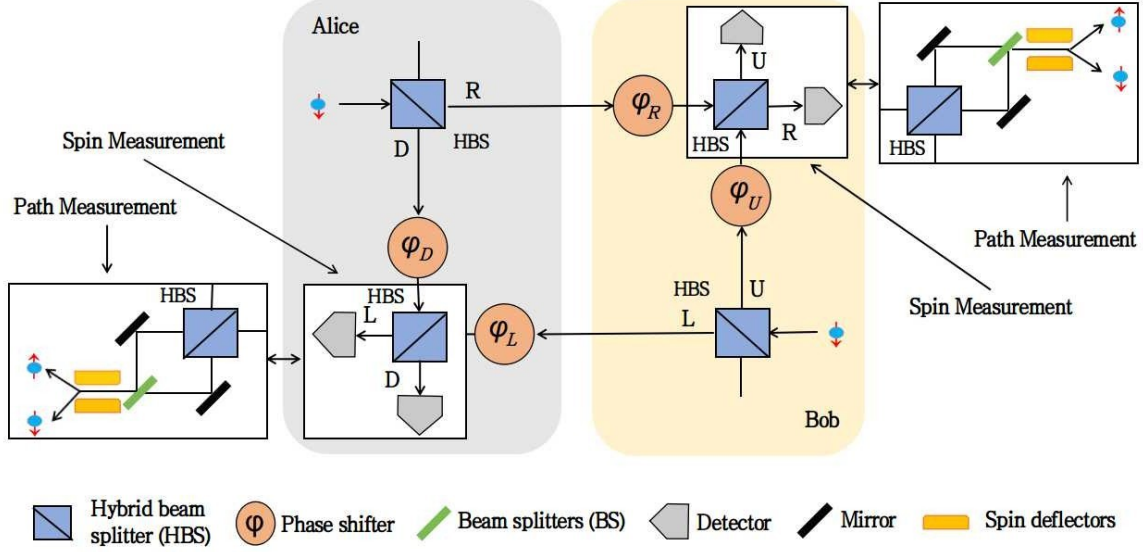 Alice
Spin Measurement
Path Measurement
R
HBS
D
φD
HBS
L
D
φL
HBS
φR
U
HBS
R
φU
HBS
U
L
Bob
HBS
Path Measurement
Spin Measurement
Hybrid beam
splitter (HBS)
φ
Phase shifter
Beam splitters (BS)
Detector
Mirror
Spin deflectors